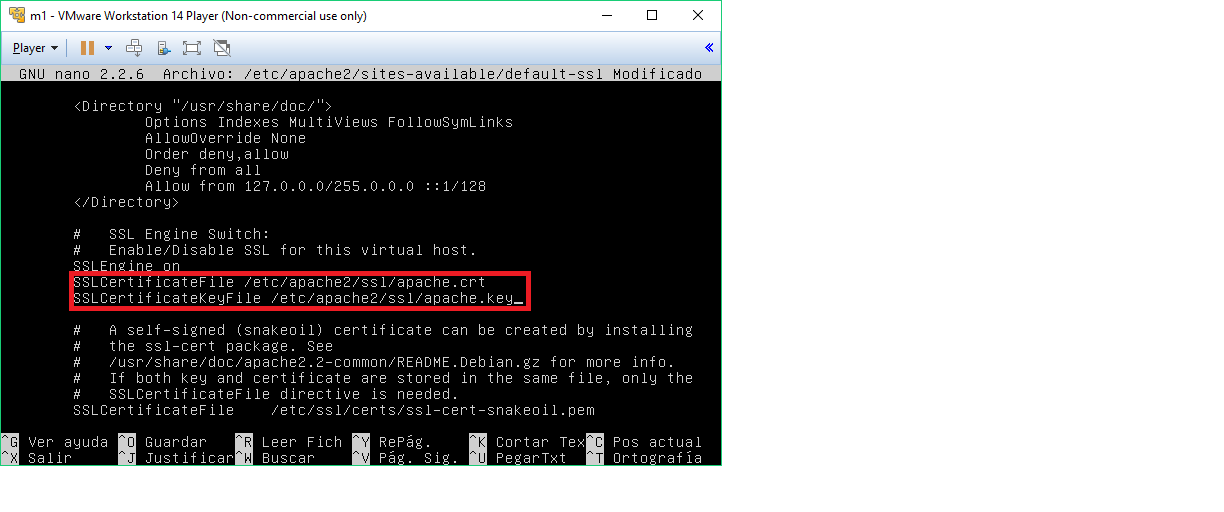 m1 - VMware Workstation 14 Player (Non-commercial use only)
Player
GNU nano 2.2.6 Archivo: /etc/apache2/sites-available/default-ssl Modificado
<Directory "/usr/share/doc/">
Options Indexes MultiViews FollowSymLinks
AllowOverride None
Order deny,allow
Deny from all
Allow from 127.0.0.0/255.0.0.0 ::1/128
</Directory>
# SSL Engine Switch:
# Enable/Disable SSL for this virtual host.
SSLEngine on
SSLCertificateFile /etc/apache2/ssl/apache.crt
SSLCertificateKeyFile /etc/apache2/ssl/apache.key_
# A self-signed (snakeoil) certificate can be created by installing
# the ssl-cert package. See
# /usr/share/doc/apache2.2-common/README.Debian.gz for more info.
# If both key and certificate are stored in the same file, only the
# SSLCertificateFile directive is needed.
SSLCertificateFile /etc/ssl/certs/ssl-cert-snakeoil.pem
^G Ver ayuda ^O Guardar ^R Leer Fich ^Y RePág. ^K Cortar Tex ^C Pos actual
^X Salir ^J Justificar ^W Buscar ^V Pág. Sig. ^U PegarTxt ^T Ortografía